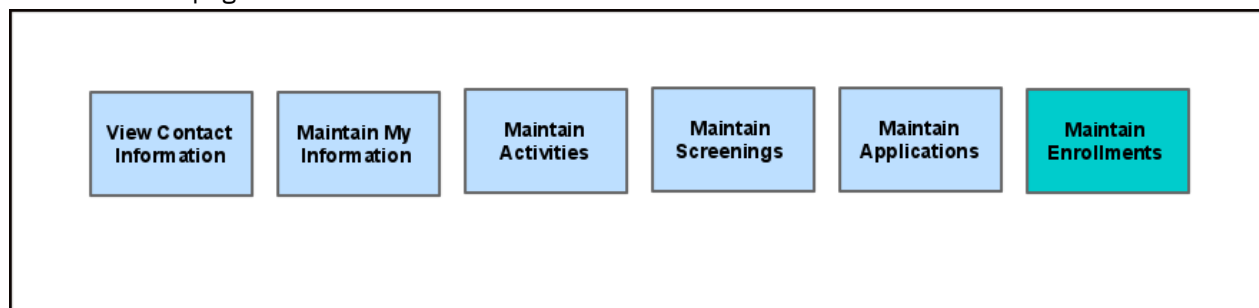 View Contact
Information
Maintain My
Information
Maintain
Activities
Maintain
Screenings
Maintain
Applications
Maintain
Enrollments